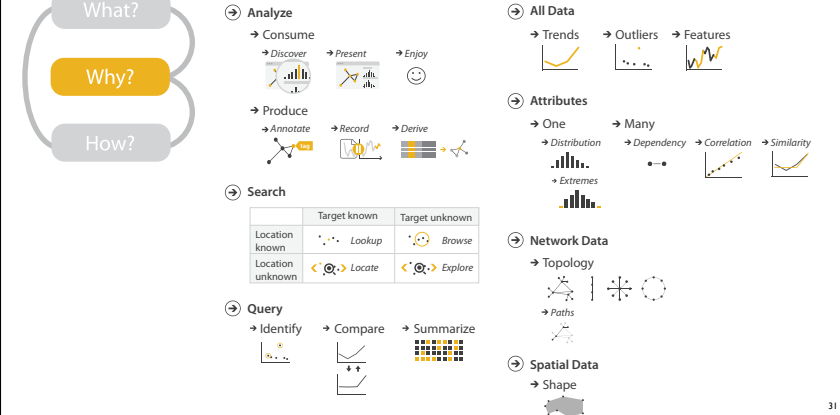 What?
Why?
How?
Analyze
Consume
Discover Present Enjoy
Produce
Annotate Record Derive
tag
Search
Target known Target unknown
Location known Lookup Browse
Location unknown Locate Explore
Query
Identify Compare Summarize
All Data
Trends Outliers Features
Attributes
One Many
Distribution Dependency Correlation Similarity
Extremes
Network Data
Topology
Paths
Spatial Data
Shape
31